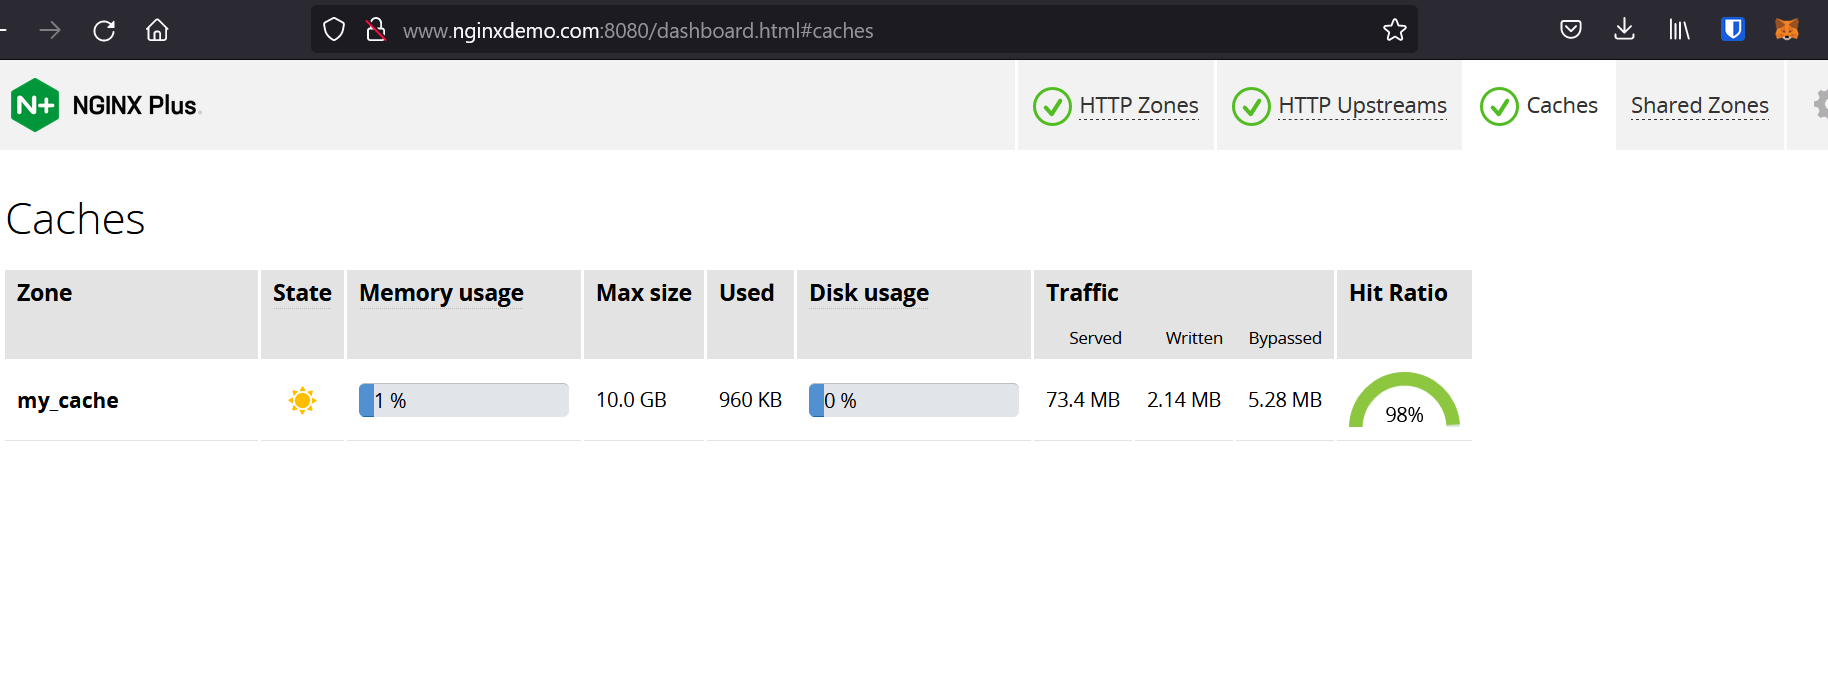 www.nginxdemo.com:8080/dashboard.html#caches
N+ NGINX Plus
HTTP Zones
HTTP Upstreams
Caches
Shared Zones
Caches
Zone State Memory usage Max size Used Disk usage Traffic Hit Ratio
Served Written Bypassed
my_cache 1 % 10.0 GB 960 KB 0 % 73.4 MB 2.14 MB 5.28 MB 98%